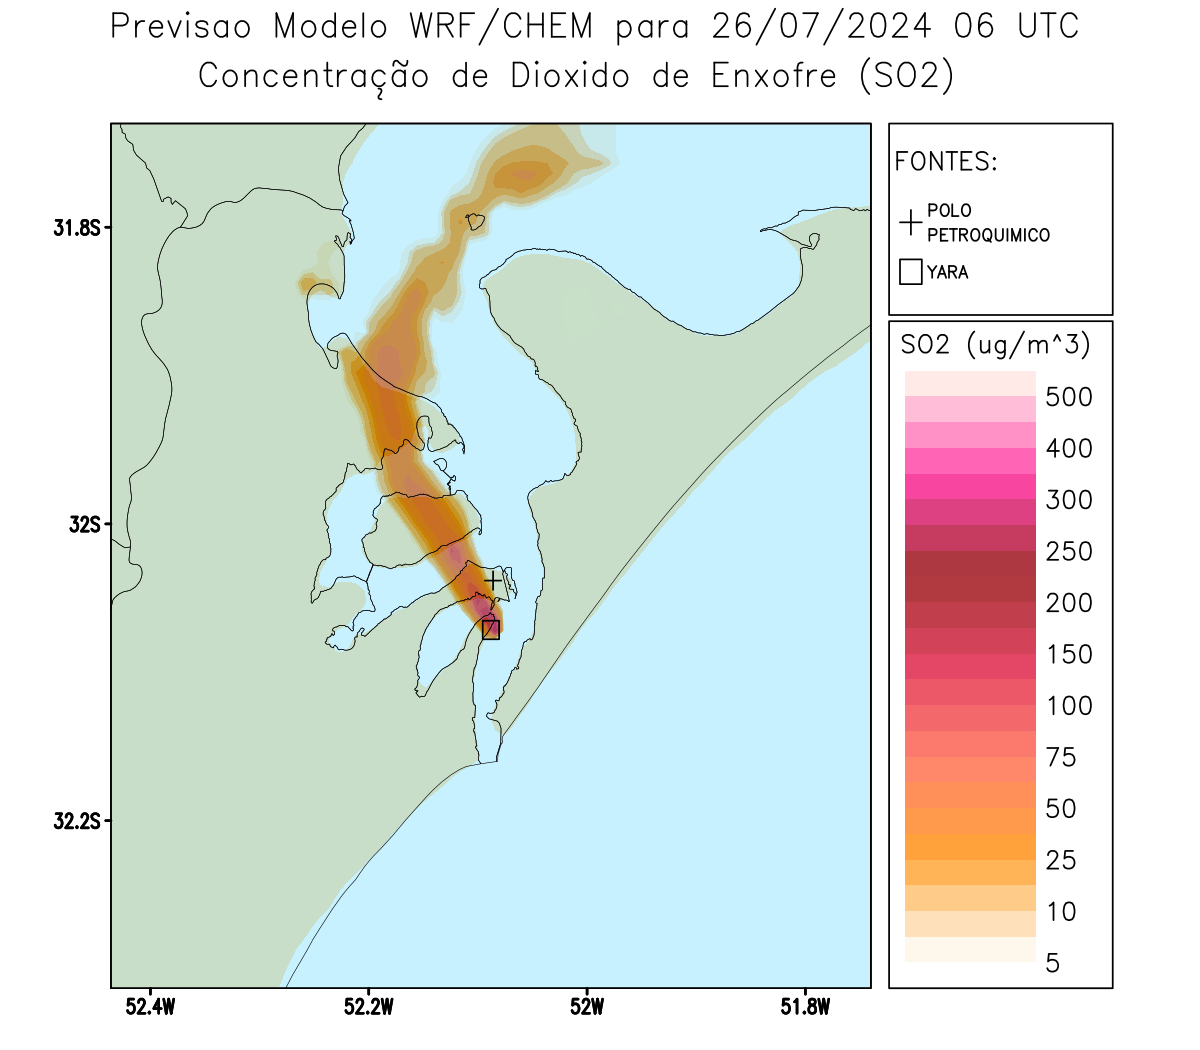 Previsao Modelo WRF/CHEM para 26/07/2024 06 UTC
Concentração de Dioxido de Enxofre (SO2)
FONTES:
POLO
PETROQUIMICO
YARA
31.8S
32S
32.2S
52.4W
52.2W
52W
51.8W
SO2 (ug/m^3)
500
400
300
250
200
150
100
75
50
25
10
5